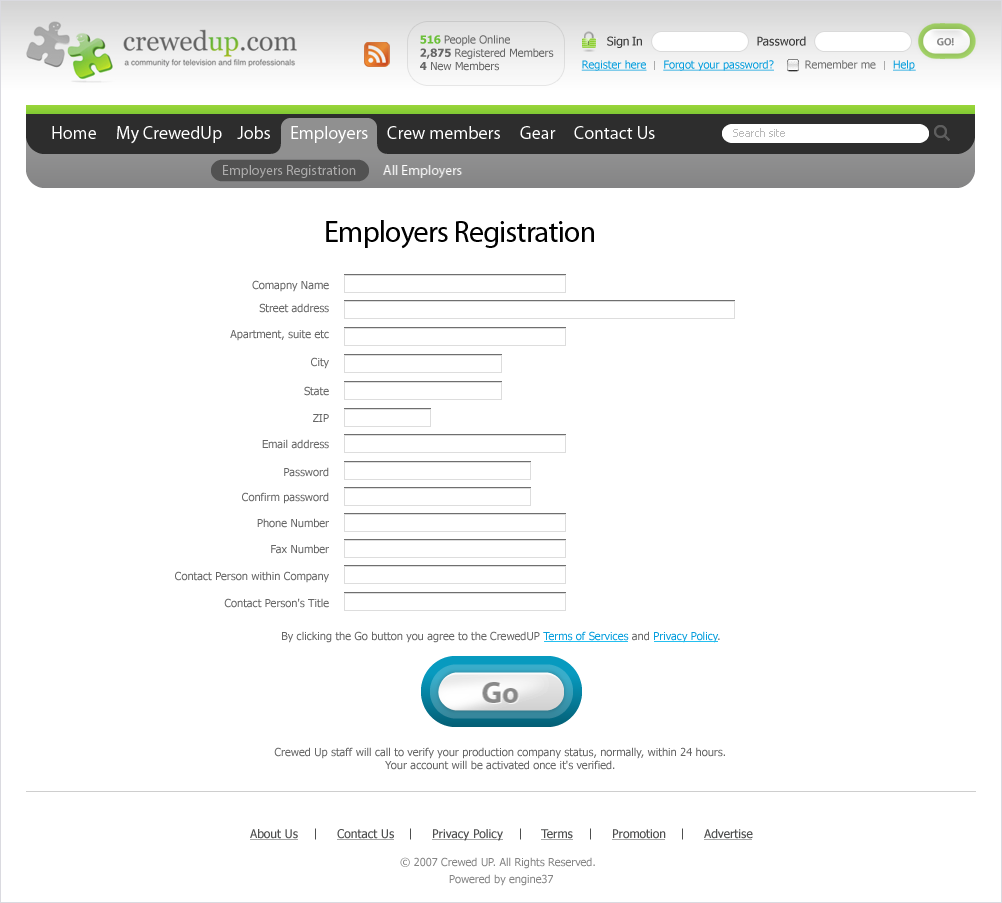 crewedup.com
a community for television and film professionals
516 People Online
2,875 Registered Members
4 New Members
Sign In
Password
GO!
Register here | Forgot your password? Remember me | Help
Home My CrewedUp Jobs Employers Crew members Gear Contact Us
Search site
Employers Registration All Employers
Employers Registration
Comapny Name
Street address
Apartment, suite etc
City
State
ZIP
Email address
Password
Confirm password
Phone Number
Fax Number
Contact Person within Company
Contact Person's Title
By clicking the Go button you agree to the CrewedUP Terms of Services and Privacy Policy.
Go
Crewed Up staff will call to verify your production company status, normally, within 24 hours.
Your account will be activated once it's verified.
About Us | Contact Us | Privacy Policy | Terms | Promotion | Advertise
© 2007 Crewed UP. All Rights Reserved.
Powered by engine37